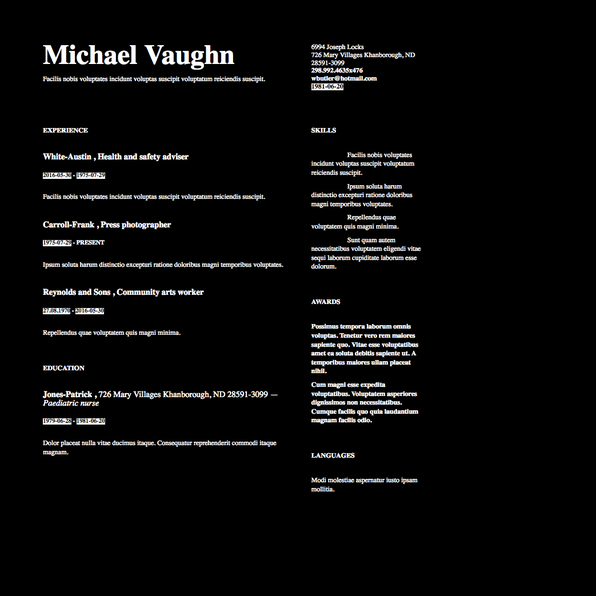 Michael Vaughn
Facilis nobis voluptates incidunt voluptas suscipit voluptatum reiciendis suscipit.
6994 Joseph Locks
726 Mary Villages Khanborough, ND
28591-3099
298.992.4635x476
wbutler@hotmail.com
1981-06-20
EXPERIENCE
White-Austin , Health and safety adviser
2016-05-30 - 1975-07-29
Facilis nobis voluptates incidunt voluptas suscipit voluptatum reiciendis suscipit.
Carroll-Frank , Press photographer
1975-07-29 - PRESENT
Ipsum soluta harum distinctio excepturi ratione doloribus magni temporibus voluptates.
Reynolds and Sons , Community arts worker
27.08.1970 - 2016-05-30
Repellendus quae voluptatem quis magni minima.
EDUCATION
Jones-Patrick , 726 Mary Villages Khanborough, ND 28591-3099 —
Paediatric nurse
1979-06-28 - 1981-06-20
Dolor placeat nulla vitae ducimus itaque. Consequatur reprehenderit commodi itaque
magnam.
SKILLS
Facilis nobis voluptates
incidunt voluptas suscipit voluptatum
reiciendis suscipit.
Ipsum soluta harum
distinctio excepturi ratione doloribus
magni temporibus voluptates.
Repellendus quae
voluptatem quis magni minima.
Sunt quam autem
necessitatibus voluptatem eligendi vitae
sequi laborum cupiditate laborum esse
dolorum.
AWARDS
Possimus tempora laborum omnis
voluptas. Tenetur vero rem maiores
sapiente quo. Vitae esse voluptatibus
amet ea soluta debitis sapiente ut. A
temporibus maiores ullam placeat
nihil.
Cum magni esse expedita
voluptatibus. Voluptatem asperiores
dignissimos non necessitatibus.
Cumque facilis quo quia laudantium
magnam facilis odio.
LANGUAGES
Modi molestiae aspernatur iusto ipsam
mollitia.